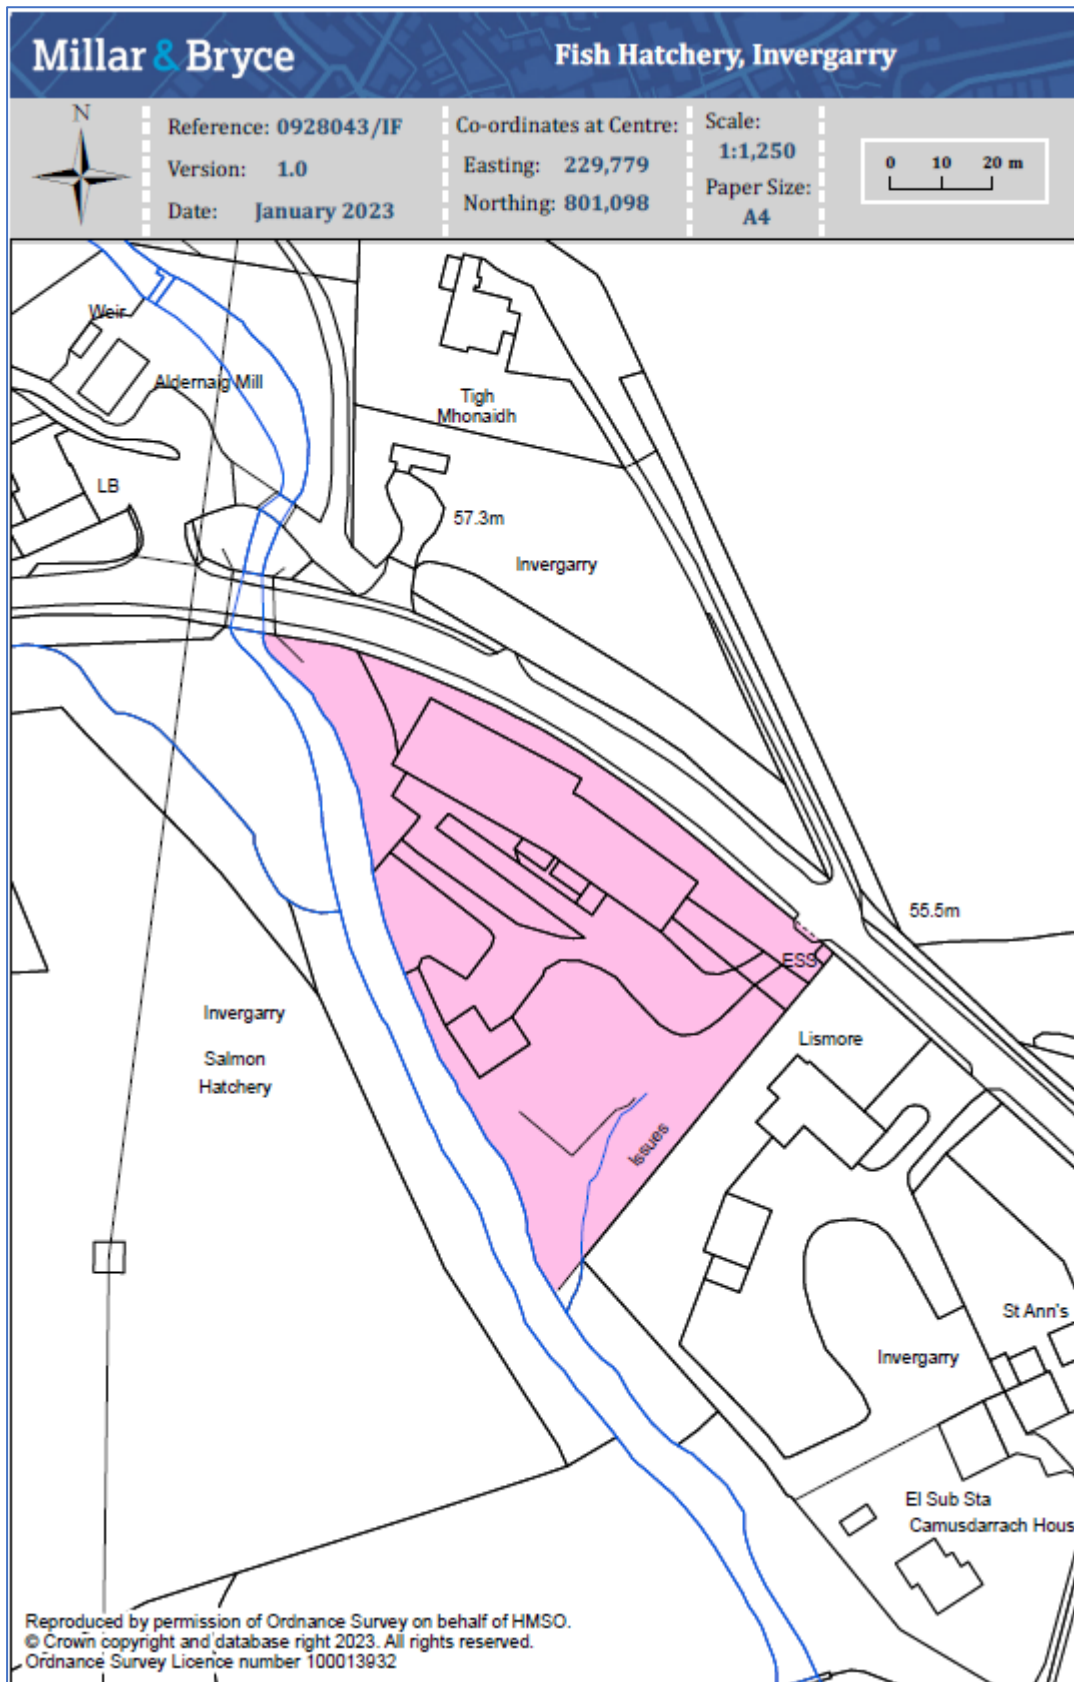 Millar & Bryce
Fish Hatchery, Invergarry
N
Reference: 0928043/IF
Version: 1.0
Date: January 2023
Co-ordinates at Centre:
Easting: 229,779
Northing: 801,098
Scale:
1:1,250
Paper Size:
A4
0 10 20 m
Weir
Aldernaig Mill
Tigh
Mhonaidh
LB
57.3m
Invergarry
55.5m
ESS
Invergarry
Salmon
Hatchery
Lismore
Issues
St Ann's
Invergarry
El Sub Sta
Camusdarrach Hous
Reproduced by permission of Ordnance Survey on behalf of HMSO.
© Crown copyright and database right 2023. All rights reserved.
Ordnance Survey Licence number 100013932